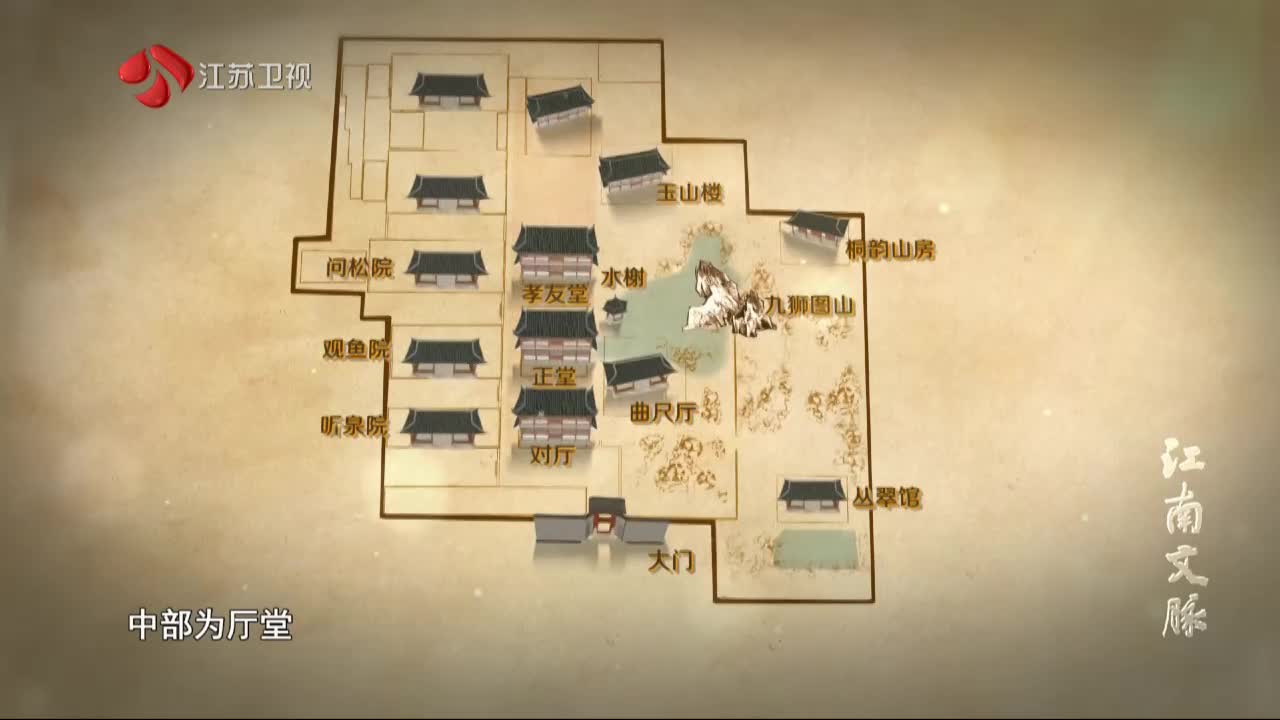 江苏卫视
玉山楼
桐韵山房
问松院
水榭
孝友堂
九狮图山
观鱼院
正堂
曲尺厅
听泉院
对厅
丛翠馆
大门
江南文脉
中部为厅堂